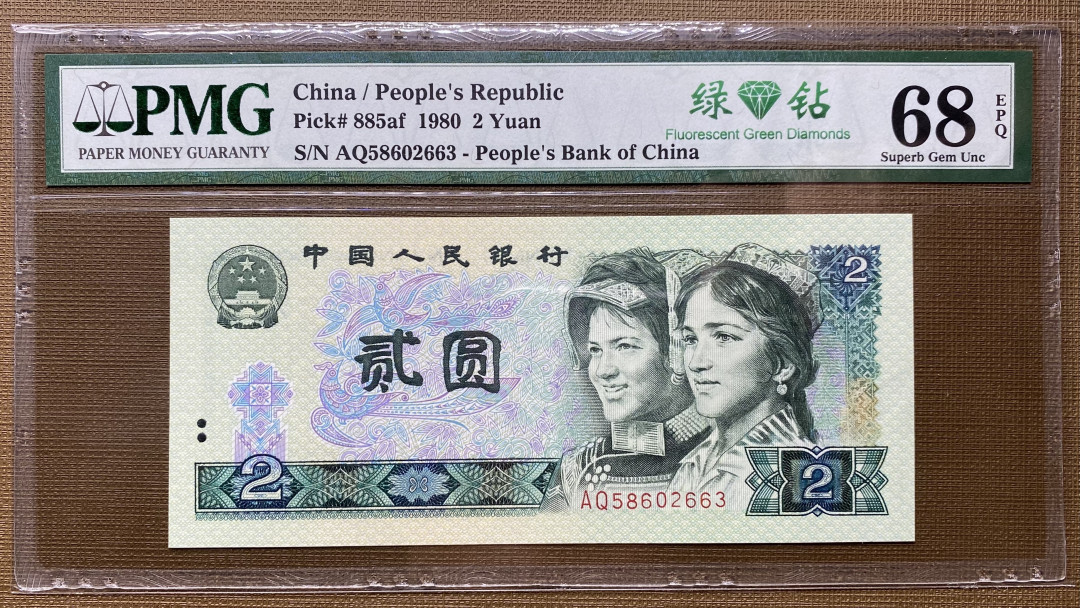 PMG
PAPER MONEY GUARANTY
China / People's Republic
Pick# 885af 1980 2 Yuan
S/N AQ58602663 - People's Bank of China
绿 钻
Fluorescent Green Diamonds
68
EPQ
Superb Gem Unc
中国人民银行
2
贰圆
2
AQ58602663
2